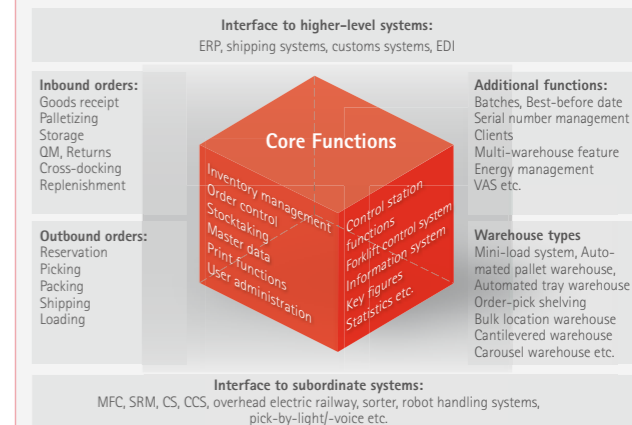 Interface to higher-level systems:
ERP, shipping systems, customs systems, EDI
Inbound orders:
Goods receipt
Palletizing
Storage
QM, Returns
Cross-docking
Replenishment
Outbound orders:
Reservation
Picking
Packing
Shipping
Loading
Core Functions
Inventory management
Order control
Stocktaking
Master data
Print functions
User administration
Control station
functions
Forklift control system
Information system
Key figures
Statistics etc.
Additional functions:
Batches, Best-before date
Serial number management
Clients
Multi-warehouse feature
Energy management
VAS etc.
Warehouse types
Mini-load system, Auto-
mated pallet warehouse,
Automated tray warehouse
Order-pick shelving
Bulk location warehouse
Cantilevered warehouse
Carousel warehouse etc.
Interface to subordinate systems:
MFC, SRM, CS, CCS, overhead electric railway, sorter, robot handling systems,
pick-by-light/-voice etc.